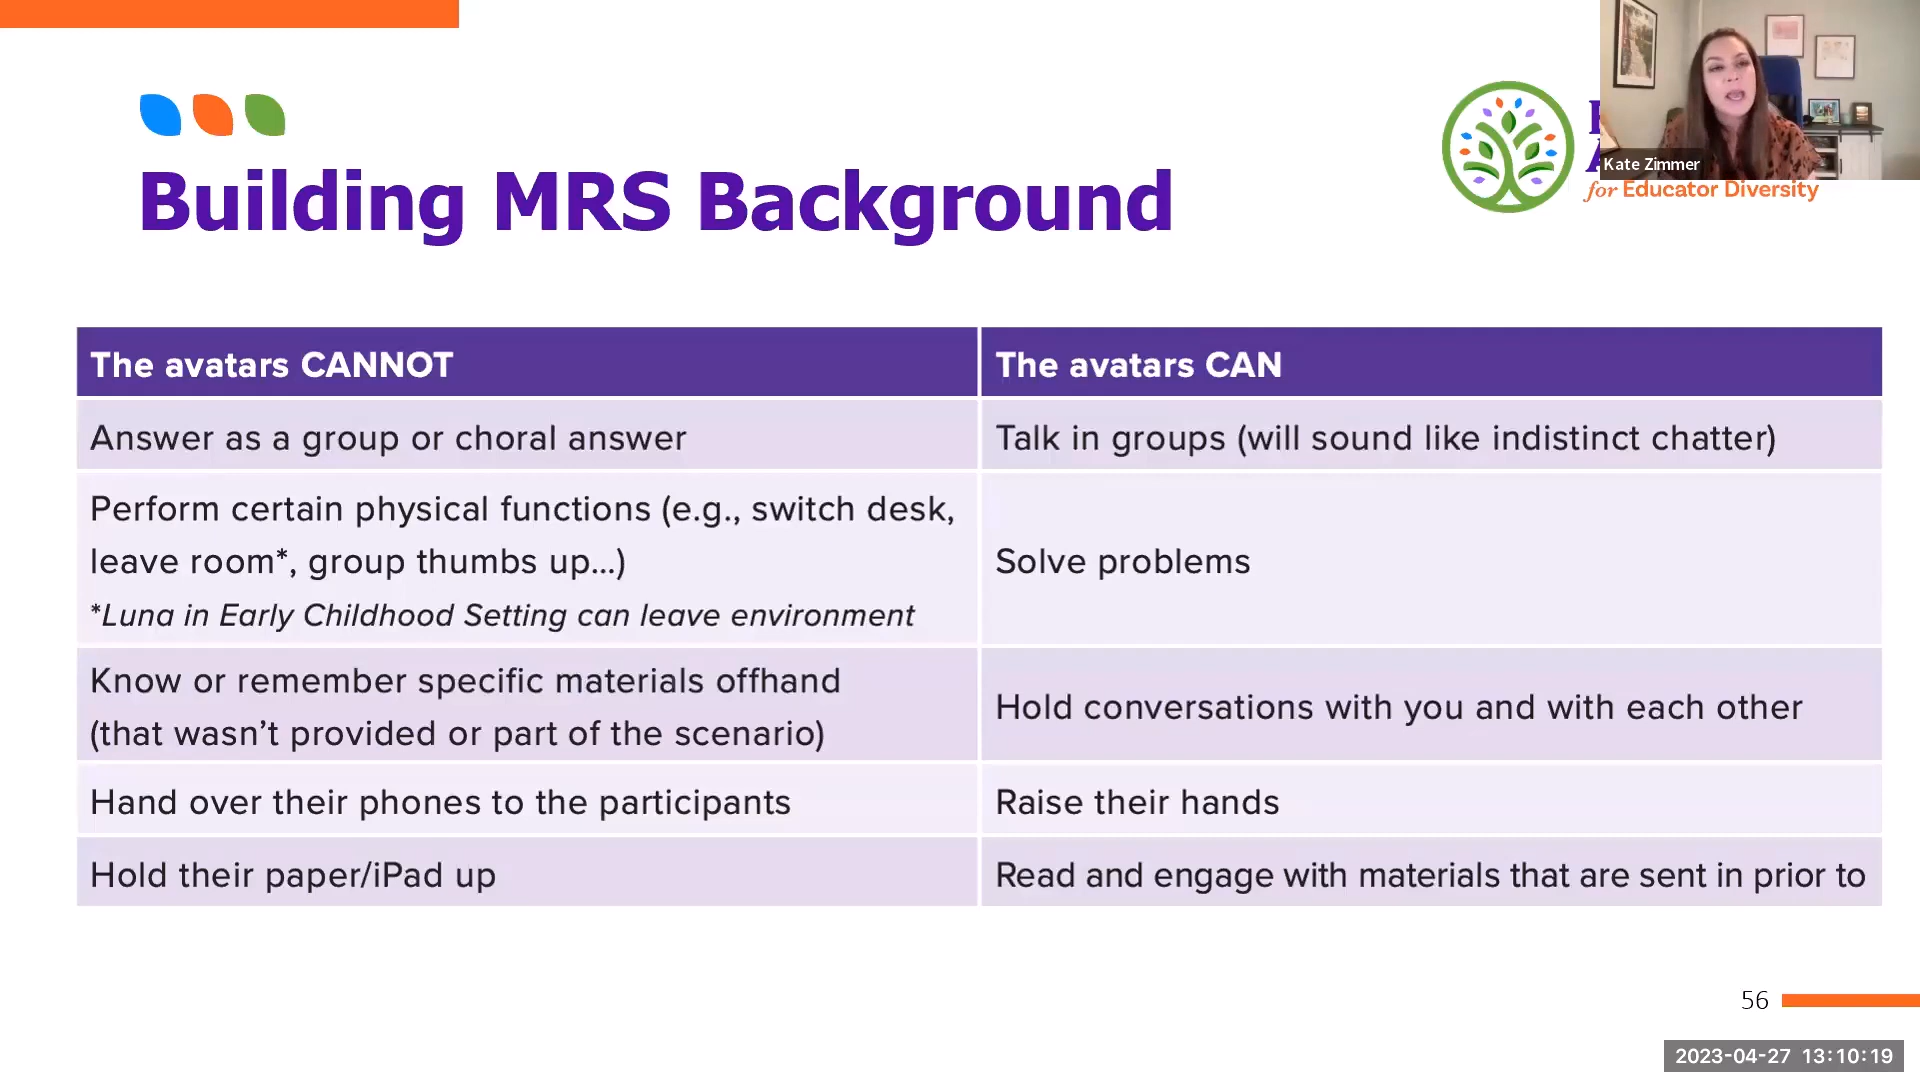 Kate Zimmer
for Educator Diversity
Building MRS Background
The avatars CANNOT
The avatars CAN
Answer as a group or choral answer
Talk in groups (will sound like indistinct chatter)
Perform certain physical functions (e.g., switch desk,
leave room*, group thumbs up...)
*Luna in Early Childhood Setting can leave environment
Solve problems
Know or remember specific materials offhand
(that wasn’t provided or part of the scenario)
Hold conversations with you and with each other
Hand over their phones to the participants
Raise their hands
Hold their paper/iPad up
Read and engage with materials that are sent in prior to
56
2023-04-27 13:10:19